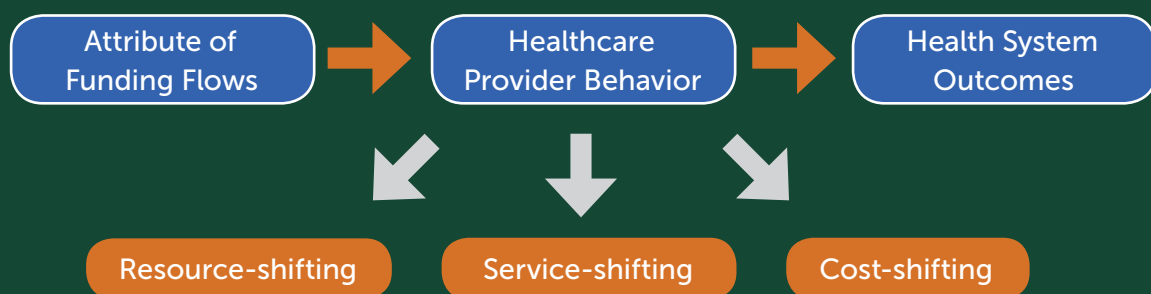 Attribute of
Funding Flows
Healthcare
Provider Behavior
Health System
Outcomes
Resource-shifting
Service-shifting
Cost-shifting